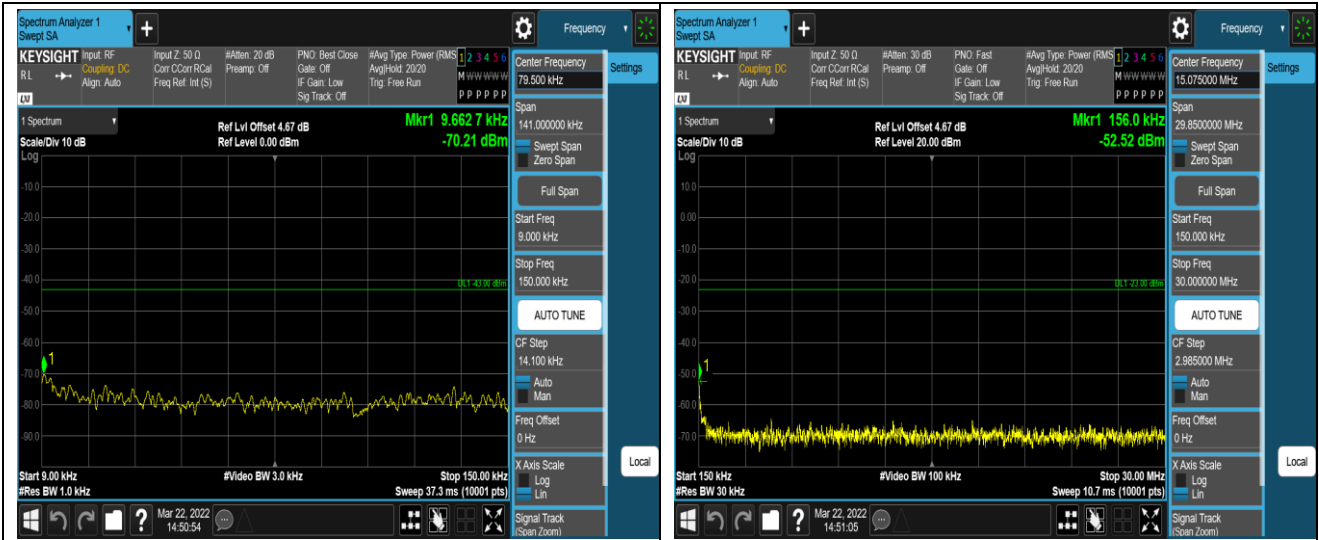 Spectrum Analyzer 1
Swept SA
+
Frequency
KEYSIGHT
RL
Input: RF
Coupling: DC
Align: Auto
Input Z: 50 Ω
Corr CCorr RCal
Freq Ref: Int (S)
#Atten: 20 dB
Preamp: Off
PNO: Best Close
Gate: Off
IF Gain: Low
Sig Track: Off
#Avg Type: Power (RMS
Avg|Hold: 20/20
Trig: Free Run
1 2 3 4 5 6
M W W W W W
P P P P P P
Center Frequency
79.500 kHz
Settings
Span
141.000000 kHz
Swept Span
Zero Span
Full Span
Start Freq
9.000 kHz
Stop Freq
150.000 kHz
AUTO TUNE
CF Step
14.100 kHz
Auto
Man
Freq Offset
0 Hz
X Axis Scale
Log
Lin
Signal Track
(Span Zoom)
Local
1 Spectrum
Scale/Div 10 dB
Log
Ref Lvl Offset 4.67 dB
Ref Level 0.00 dBm
Mkr1 9.662 7 kHz
-70.21 dBm
-10.0
-20.0
-30.0
-40.0
DL1 -43.00 dBm
-50.0
-60.0
1
-70.0
-80.0
-90.0
Start 9.00 kHz
#Res BW 1.0 kHz
#Video BW 3.0 kHz
Stop 150.00 kHz
Sweep 37.3 ms (10001 pts)
?
Mar 22, 2022
14:50:54
Spectrum Analyzer 1
Swept SA
+
Frequency
KEYSIGHT
RL
Input: RF
Coupling: DC
Align: Auto
Input Z: 50 Ω
Corr CCorr RCal
Freq Ref: Int (S)
#Atten: 30 dB
Preamp: Off
PNO: Fast
Gate: Off
IF Gain: Low
Sig Track: Off
#Avg Type: Power (RMS
Avg|Hold: 20/20
Trig: Free Run
1 2 3 4 5 6
M W W W W W
P P P P P P
Center Frequency
15.075000 MHz
Settings
Span
29.8500000 MHz
Swept Span
Zero Span
Full Span
Start Freq
150.000 kHz
Stop Freq
30.000000 MHz
AUTO TUNE
CF Step
2.985000 MHz
Auto
Man
Freq Offset
0 Hz
X Axis Scale
Log
Lin
Signal Track
(Span Zoom)
Local
1 Spectrum
Scale/Div 10 dB
Log
Ref Lvl Offset 4.67 dB
Ref Level 20.00 dBm
Mkr1 156.0 kHz
-52.52 dBm
10.0
0.00
-10.0
-20.0
DL1 -23.00 dBm
-30.0
-40.0
1
-50.0
-60.0
-70.0
Start 150 kHz
#Res BW 30 kHz
#Video BW 100 kHz
Stop 30.00 MHz
Sweep 10.7 ms (10001 pts)
?
Mar 22, 2022
14:51:05